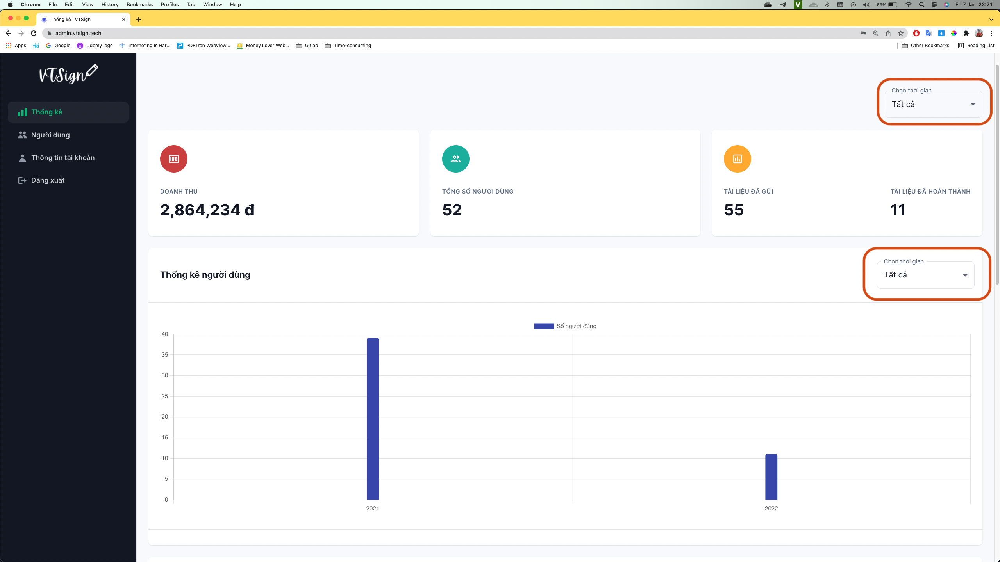 Chrome File Edit View History Bookmarks Profiles Tab Window Help
V 53% Fri 7 Jan 23:21
Thống kê | VTSign
admin.vtsign.tech
Apps TIKI Google Udemy logo Interneting Is Har... PDFTron WebView... Money Lover Web... Gitlab Time-consuming Other Bookmarks Reading List
VTSign
Thống kê
Người dùng
Thông tin tài khoản
Đăng xuất
Chọn thời gian
Tất cả
100
DOANH THU
2,864,234 đ
TỔNG SỐ NGƯỜI DÙNG
52
TÀI LIỆU ĐÃ GỬI
55
TÀI LIỆU ĐÃ HOÀN THÀNH
11
Thống kê người dùng
Chọn thời gian
Tất cả
Số người đùng
40
35
30
25
20
15
10
5
0
2021 2022